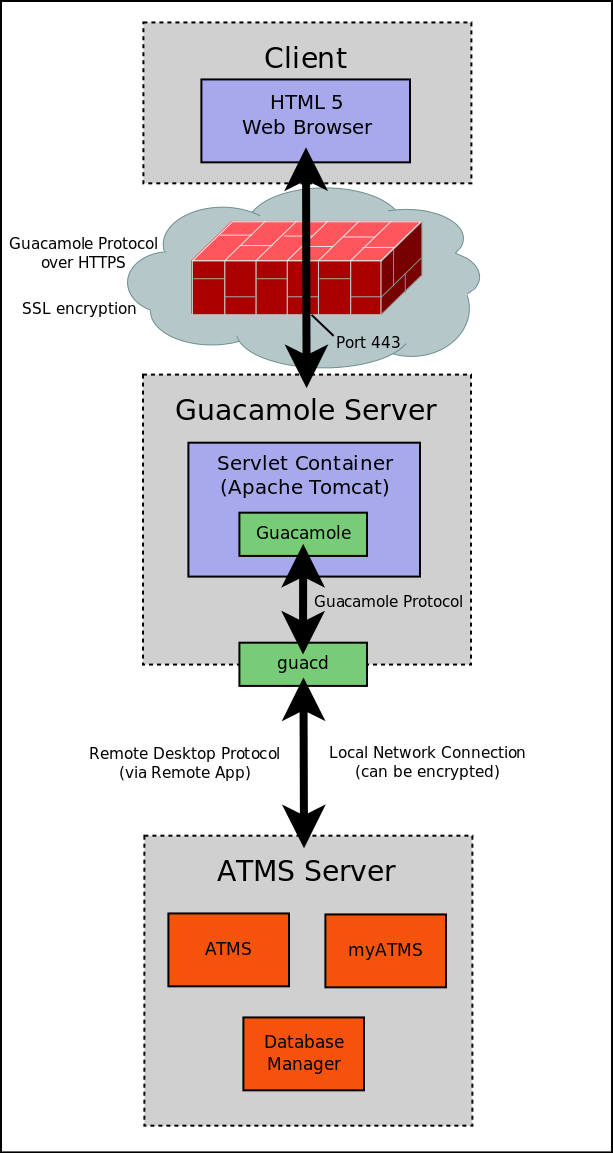 Client
HTML 5
Web Browser
Guacamole Protocol
over HTTPS
SSL encryption
Port 443
Guacamole Server
Servlet Container
(Apache Tomcat)
Guacamole
Guacamole Protocol
guacd
Remote Desktop Protocol
(via Remote App)
Local Network Connection
(can be encrypted)
ATMS Server
ATMS
myATMS
Database
Manager